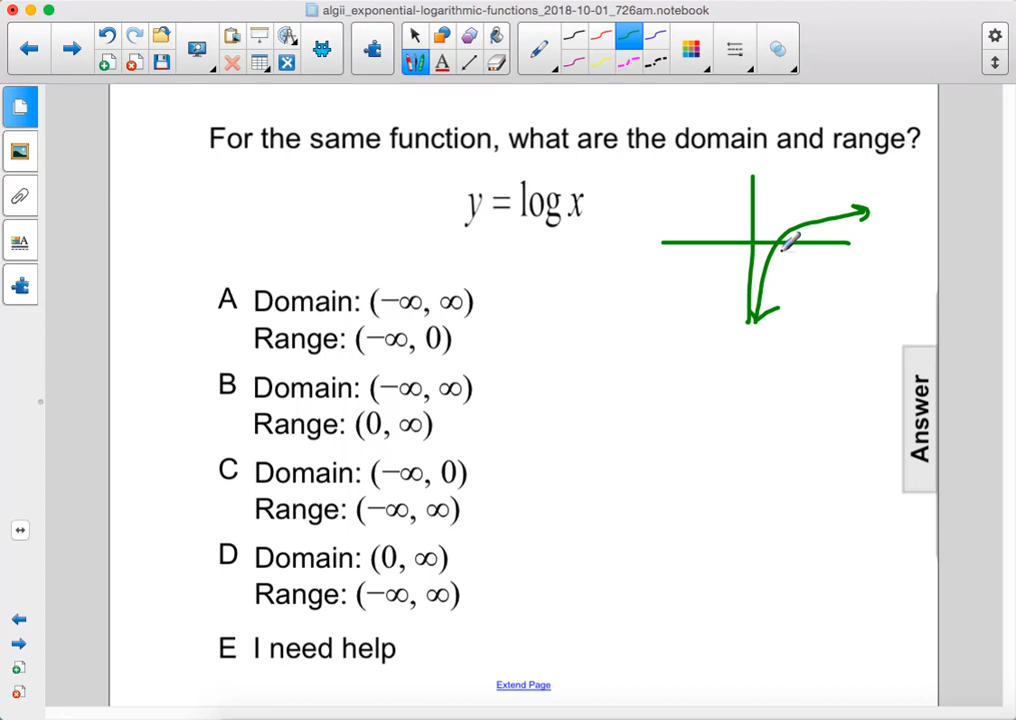 algii_exponential-logarithmic-functions_2018-10-01_726am.notebook
For the same function, what are the domain and range?
y = log x
A Domain: (−∞, ∞)
Range: (−∞, 0)
B Domain: (−∞, ∞)
Range: (0, ∞)
C Domain: (−∞, 0)
Range: (−∞, ∞)
D Domain: (0, ∞)
Range: (−∞, ∞)
E I need help
Answer
Extend Page